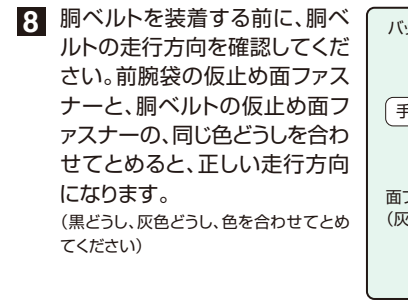 8 胴ベルトを装着する前に、胴ベ
ルトの走行方向を確認してくだ
さい。前腕袋の仮止め面ファス
ナーと、胴ベルトの仮止め面フ
ァスナーの、同じ色どうしを合わ
せてとめると、正しい走行方向
になります。
（黒どうし、灰色どうし、色を合わせてとめ
てください）
バッ
手
面フ
（灰